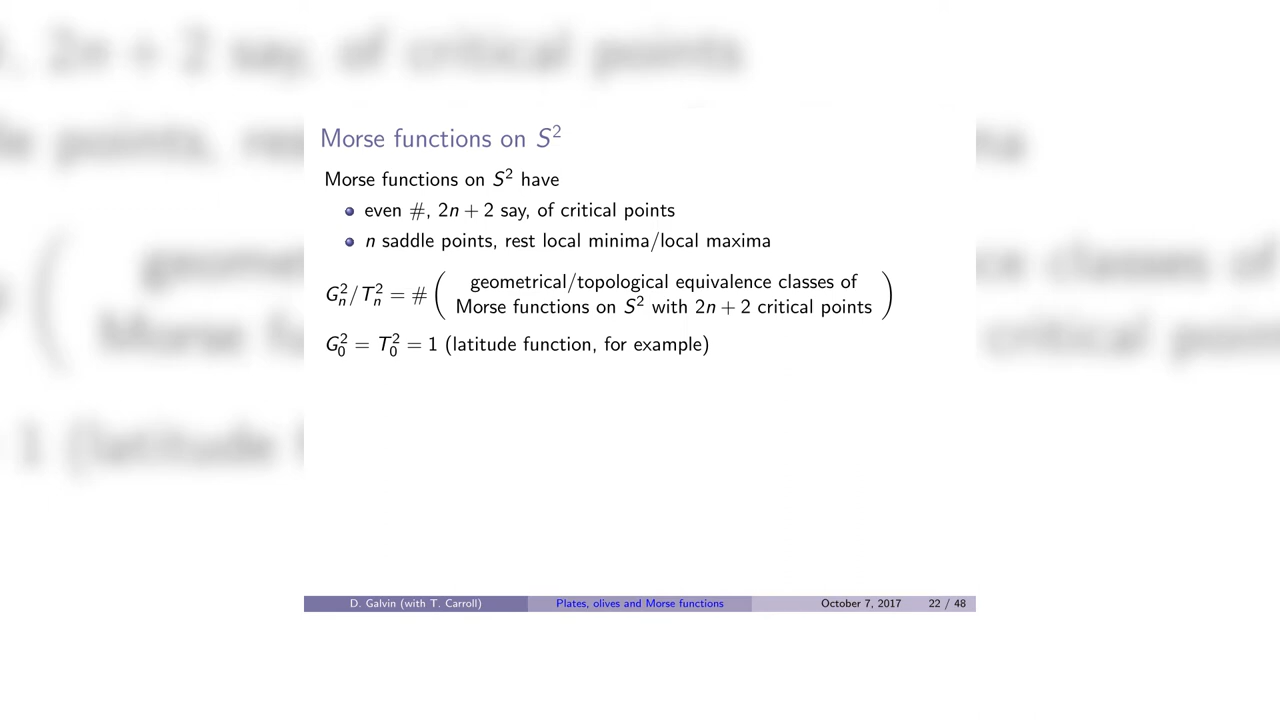 Morse functions on S²
Morse functions on S² have
even #, 2n + 2 say, of critical points
n saddle points, rest local minima/local maxima
G²ₙ/T²ₙ = # ( geometrical/topological equivalence classes of
Morse functions on S² with 2n + 2 critical points )
G²₀ = T²₀ = 1 (latitude function, for example)
D. Galvin (with T. Carroll) Plates, olives and Morse functions October 7, 2017 22 / 48